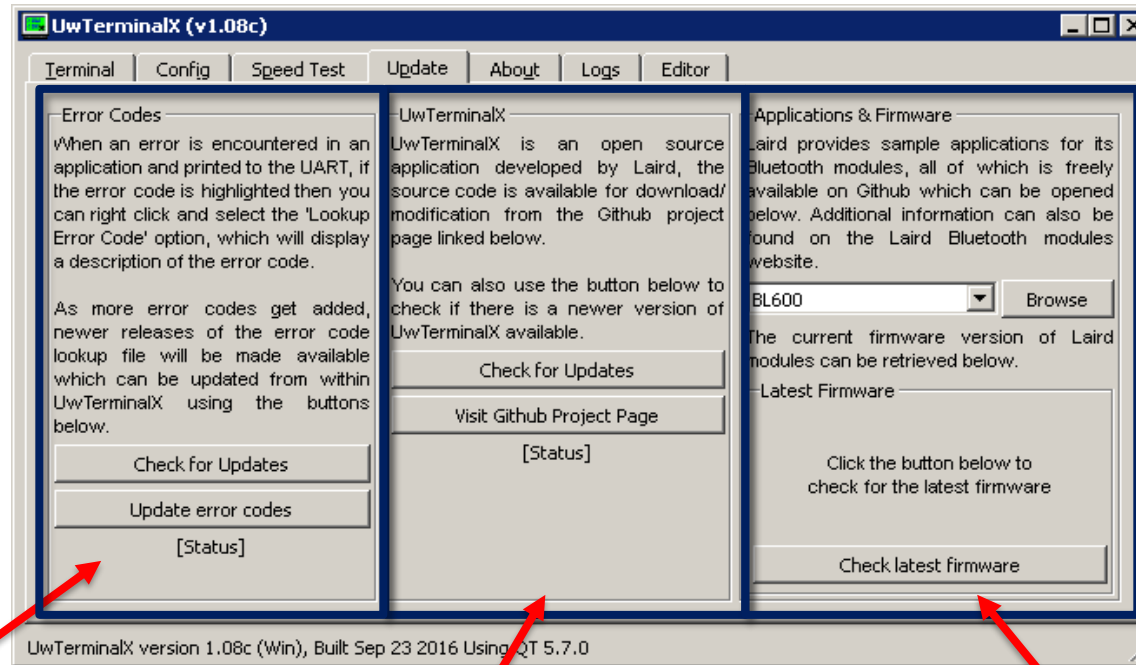 UwTerminalX (v1.08c)
Terminal Config Speed Test Update About Logs Editor
Error Codes
When an error is encountered in an
application and printed to the UART, if
the error code is highlighted then you
can right click and select the 'Lookup
Error Code' option, which will display
a description of the error code.
As more error codes get added,
newer releases of the error code
lookup file will be made available
which can be updated from within
UwTerminalX using the buttons
below.
Check for Updates
Update error codes
[Status]
UwTerminalX
UwTerminalX is an open source
application developed by Laird, the
source code is available for download/
modification from the Github project
page linked below.
You can also use the button below to
check if there is a newer version of
UwTerminalX available.
Check for Updates
Visit Github Project Page
[Status]
Applications & Firmware
Laird provides sample applications for its
Bluetooth modules, all of which is freely
available on Github which can be opened
below. Additional information can also be
found on the Laird Bluetooth modules
website.
BL600 Browse
The current firmware version of Laird
modules can be retrieved below.
Latest Firmware
Click the button below to
check for the latest firmware
Check latest firmware
UwTerminalX version 1.08c (Win), Built Sep 23 2016 Using QT 5.7.0